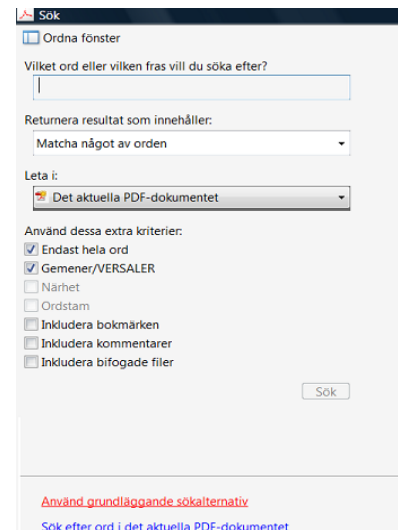 Sök
Ordna fönster
Vilket ord eller vilken fras vill du söka efter?
Returnera resultat som innehåller:
Matcha något av orden
Leta i:
Det aktuella PDF-dokumentet
Använd dessa extra kriterier:
Endast hela ord
Gemener/VERSALER
Närhet
Ordstam
Inkludera bokmärken
Inkludera kommentarer
Inkludera bifogade filer
Sök
Använd grundläggande sökalternativ
Sök efter ord i det aktuella PDF-dokumentet